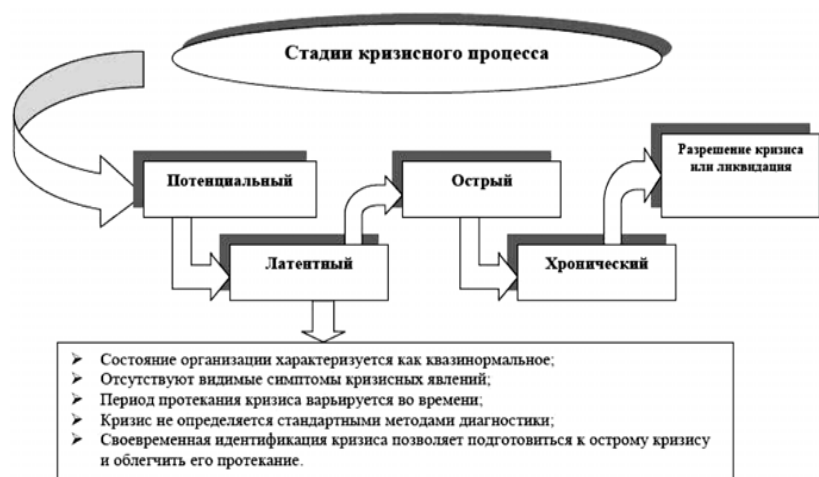 Стадии кризисного процесса
Потенциальный
Острый
Разрешение кризиса
или ликвидация
Латентный
Хронический
➤ Состояние организации характеризуется как квазинормальное;
➤ Отсутствуют видимые симптомы кризисных явлений;
➤ Период протекания кризиса варьируется во времени;
➤ Кризис не определяется стандартными методами диагностики;
➤ Своевременная идентификация кризиса позволяет подготовиться к острому кризису
и облегчить его протекание.